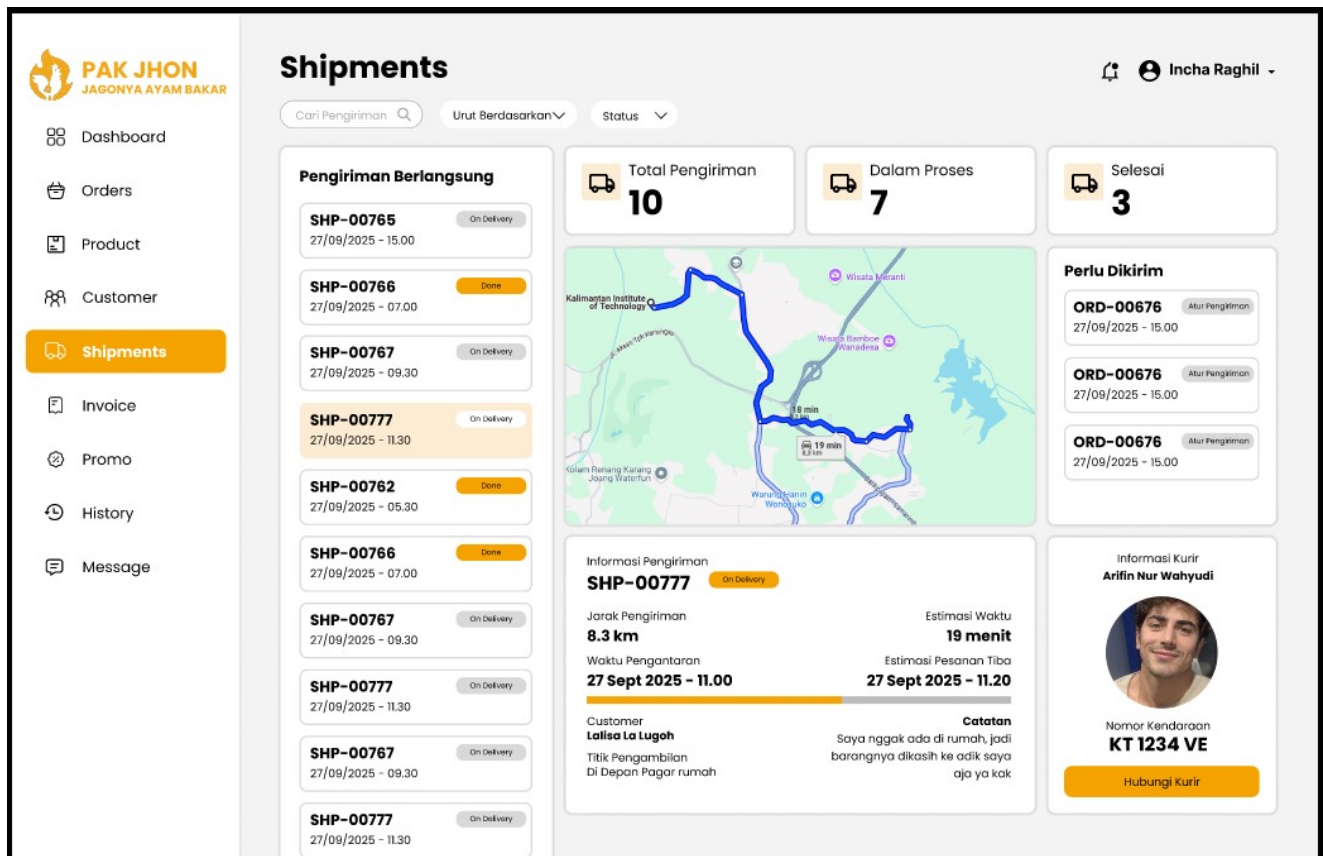 PAK JHON
JAGONYA AYAM BAKAR
Dashboard
Orders
Product
Customer
Shipments
Invoice
Promo
History
Message
Shipments
Incha Raghil
Cari Pengiriman
Urut Berdasarkan
Status
Pengiriman Berlangsung
SHP-00765
On Delivery
27/09/2025 - 15.00
SHP-00766
Done
27/09/2025 - 07.00
SHP-00767
On Delivery
27/09/2025 - 09.30
SHP-00777
On Delivery
27/09/2025 - 11.30
SHP-00762
Done
27/09/2025 - 05.30
SHP-00766
Done
27/09/2025 - 07.00
SHP-00767
On Delivery
27/09/2025 - 09.30
SHP-00777
On Delivery
27/09/2025 - 11.30
SHP-00767
On Delivery
27/09/2025 - 09.30
SHP-00777
On Delivery
27/09/2025 - 11.30
Total Pengiriman
10
Dalam Proses
7
Selesai
3
Kalimantan Institute
of Technology
Wisata Meranti
Wisata Bamboe
Wanadesa
18 min
19 min
8,3 km
Kolam Renang Karang
Joang Waterfun
Warung Hanin
Wonoruko
Perlu Dikirim
ORD-00676
Atur Pengiriman
27/09/2025 - 15.00
ORD-00676
Atur Pengiriman
27/09/2025 - 15.00
ORD-00676
Atur Pengiriman
27/09/2025 - 15.00
Informasi Pengiriman
SHP-00777
On Delivery
Jarak Pengiriman
8.3 km
Estimasi Waktu
19 menit
Waktu Pengantaran
27 Sept 2025 - 11.00
Estimasi Pesanan Tiba
27 Sept 2025 - 11.20
Customer
Lalisa La Lugoh
Titik Pengambilan
Di Depan Pagar rumah
Catatan
Saya nggak ada di rumah, jadi
barangnya dikasih ke adik saya
aja ya kak
Informasi Kurir
Arifin Nur Wahyudi
Nomor Kendaraan
KT 1234 VE
Hubungi Kurir